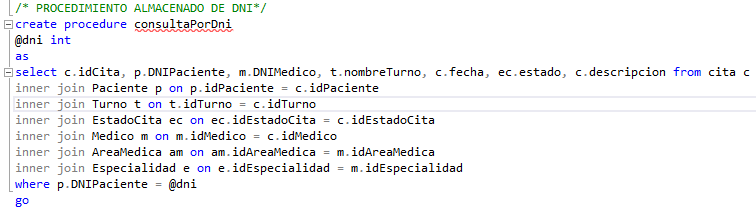 /* PROCEDIMIENTO ALMACENADO DE DNI*/
create procedure consultaPorDni
@dni int
as
select c.idCita, p.DNIPaciente, m.DNIMedico, t.nombreTurno, c.fecha, ec.estado, c.descripcion from cita c
inner join Paciente p on p.idPaciente = c.idPaciente
inner join Turno t on t.idTurno = c.idTurno
inner join EstadoCita ec on ec.idEstadoCita = c.idEstadoCita
inner join Medico m on m.idMedico = c.idMedico
inner join AreaMedica am on am.idAreaMedica = m.idAreaMedica
inner join Especialidad e on e.idEspecialidad = m.idEspecialidad
where p.DNIPaciente = @dni
go